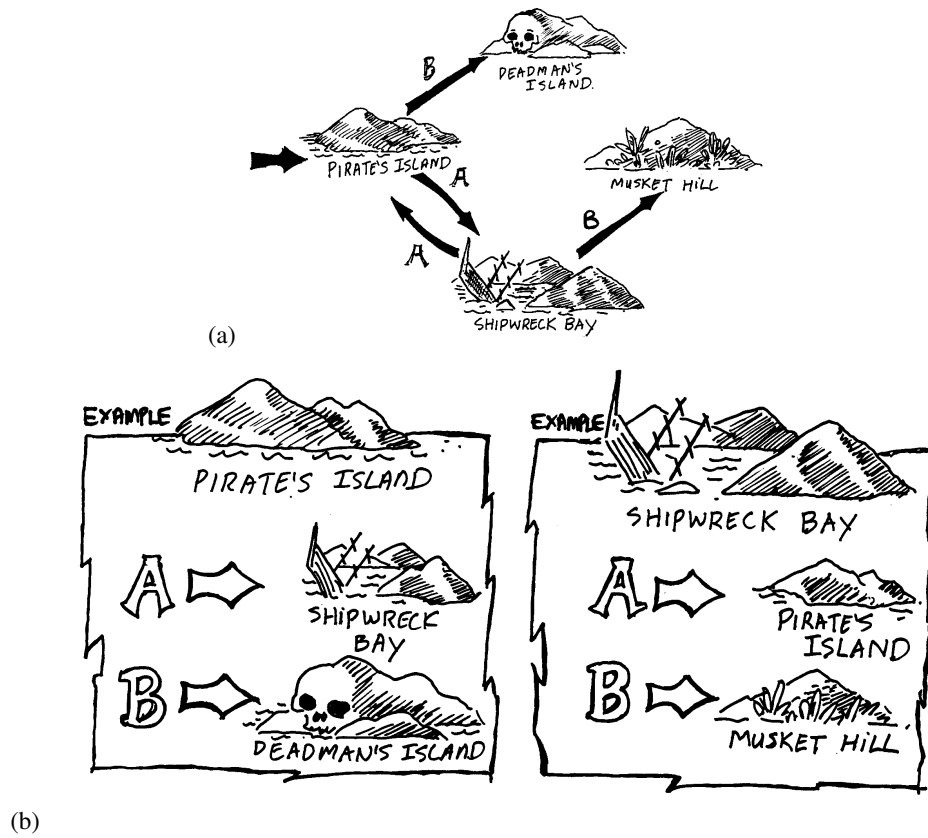 B
DEADMAN'S
ISLAND.
PIRATE'S ISLAND
A
MUSKET HILL
A
B
SHIPWRECK BAY
(a)
EXAMPLE
PIRATE'S ISLAND
A
SHIPWRECK
BAY
B
DEADMAN'S ISLAND
EXAMPLE
SHIPWRECK BAY
A
PIRATE'S
ISLAND
B
MUSKET HILL
(b)